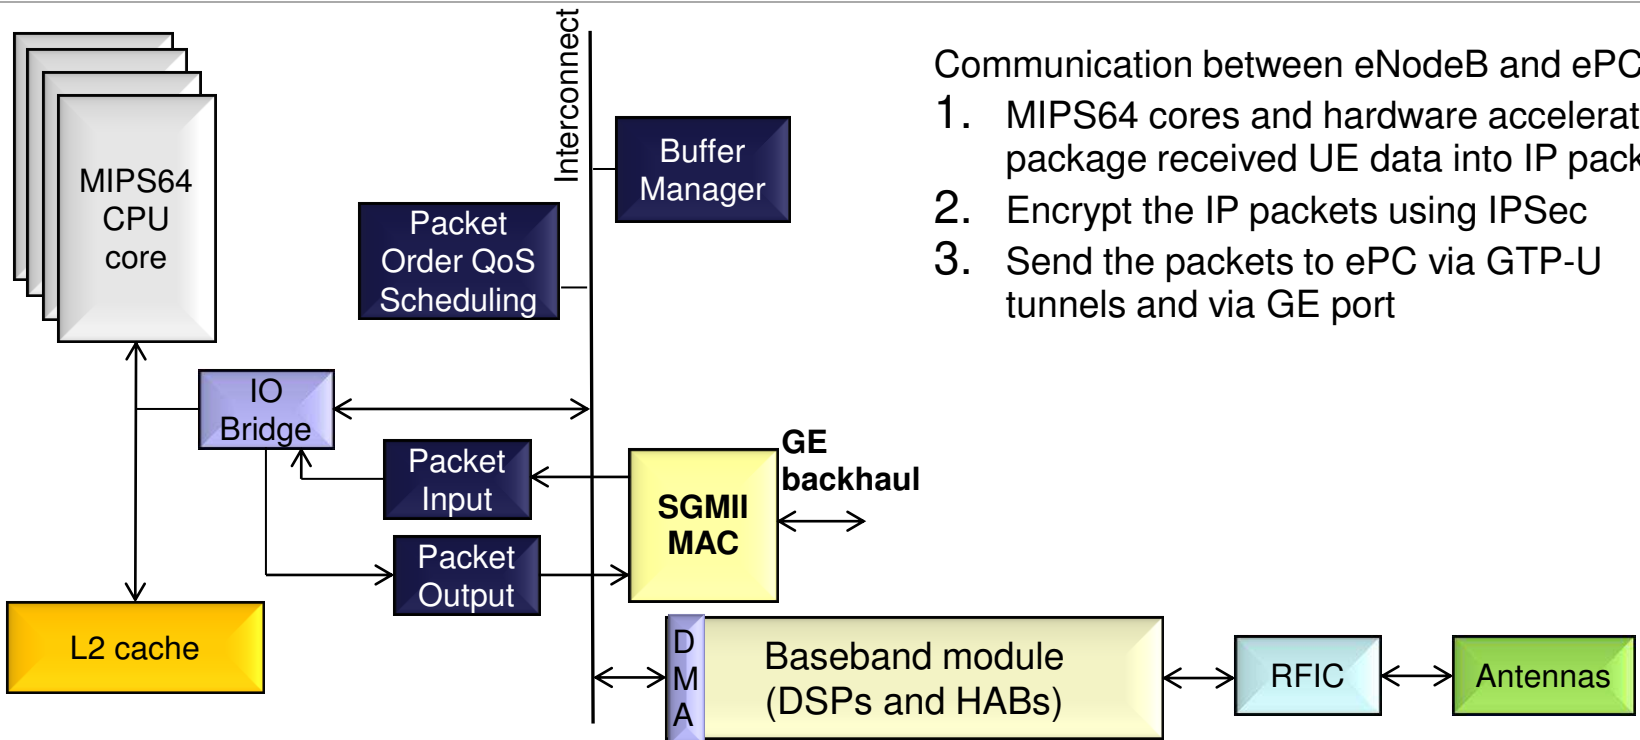 Interconnect
Communication between eNodeB and ePC
1. MIPS64 cores and hardware accelerat
package received UE data into IP pack
2. Encrypt the IP packets using IPSec
3. Send the packets to ePC via GTP-U
tunnels and via GE port
MIPS64
CPU
core
Buffer
Manager
Packet
Order QoS
Scheduling
IO
Bridge
Packet
Input
Packet
Output
SGMII
MAC
GE
backhaul
L2 cache
D
M
A
Baseband module
(DSPs and HABs)
RFIC
Antennas